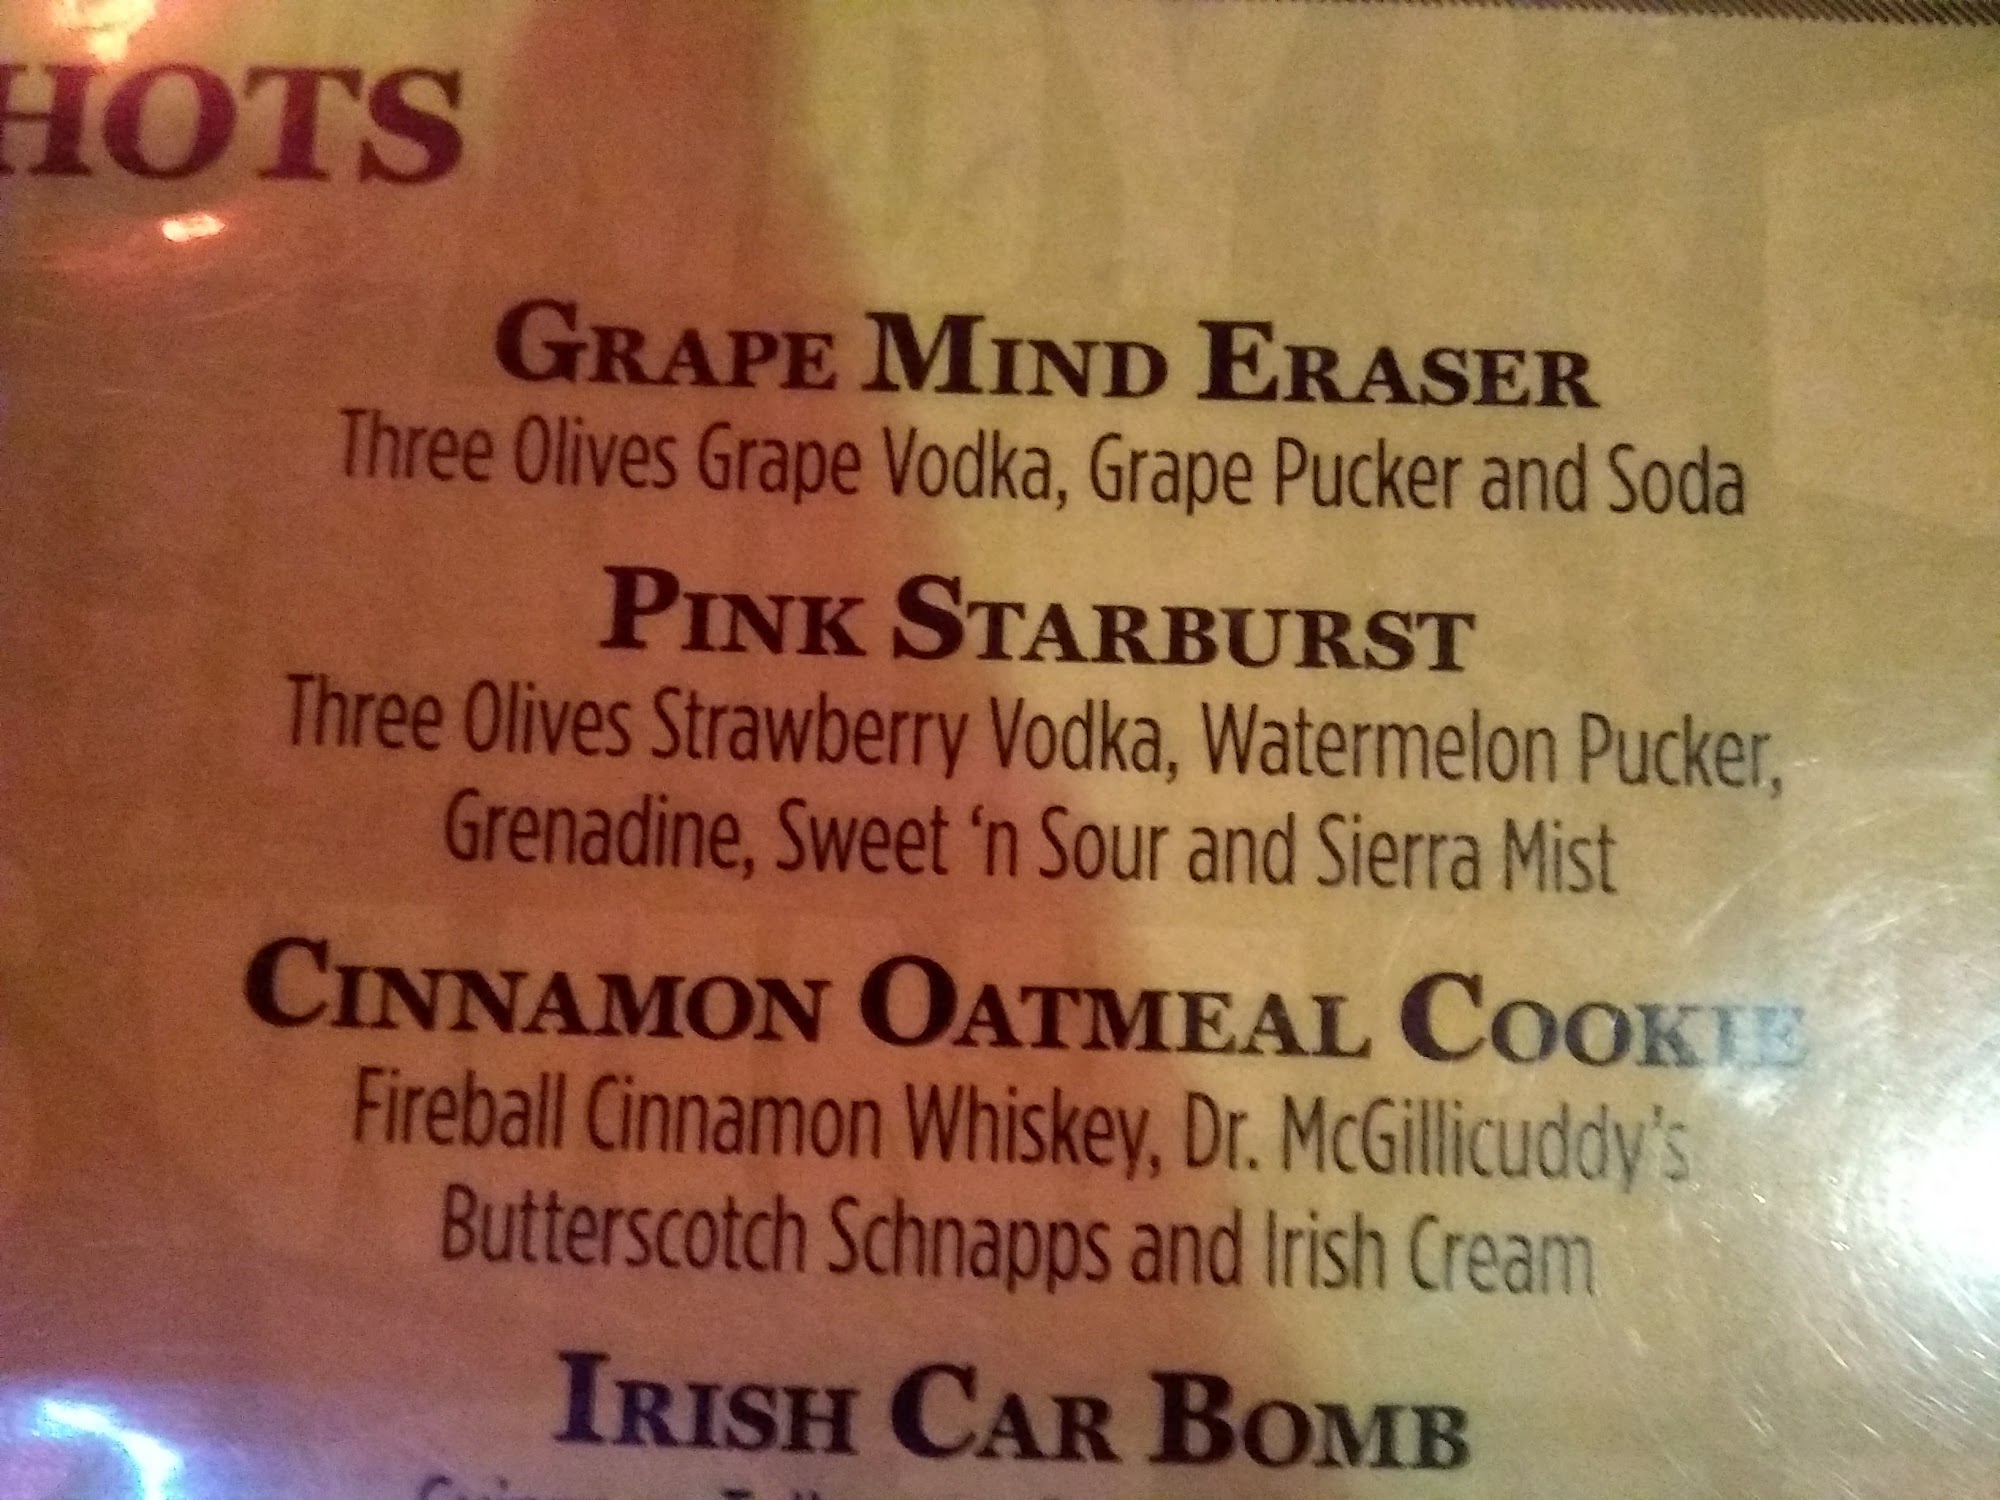 HOTS
GRAPE MIND ERASER
Three Olives Grape Vodka, Grape Pucker and Soda
PINK STARBURST
Three Olives Strawberry Vodka, Watermelon Pucker,
Grenadine, Sweet ‘n Sour and Sierra Mist
CINNAMON OATMEAL COOKIE
Fireball Cinnamon Whiskey, Dr. McGillicuddy's
Butterscotch Schnapps and Irish Cream
IRISH CAR BOMB